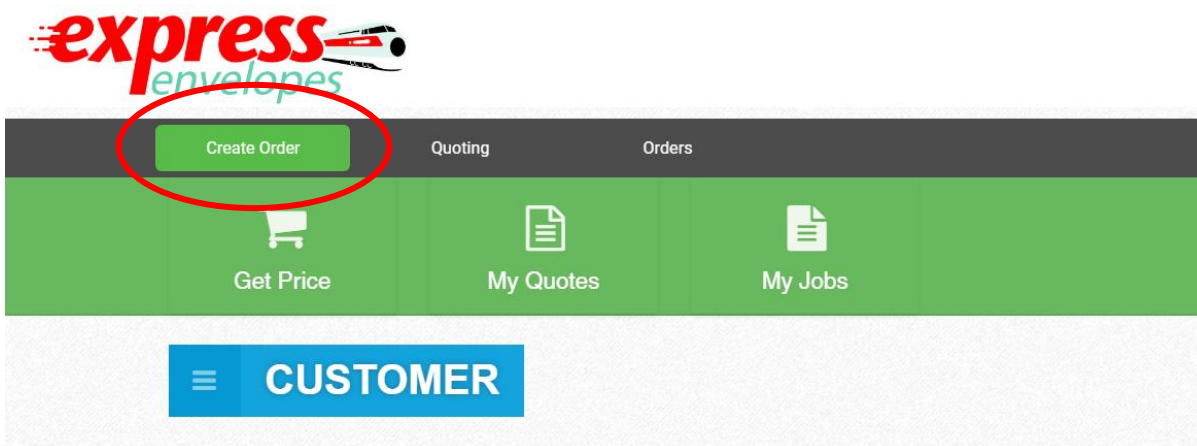 express
envelopes
Create Order Quoting Orders
Get Price My Quotes My Jobs
CUSTOMER